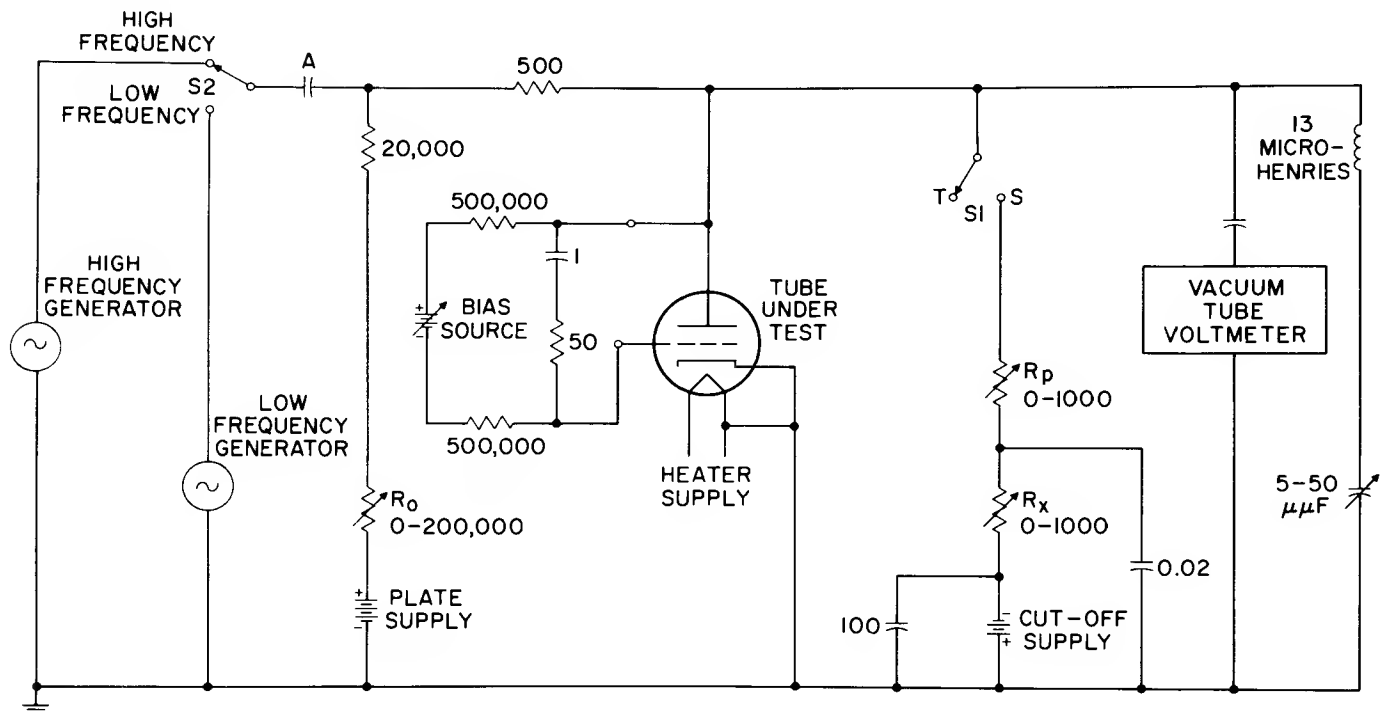 HIGH
FREQUENCY
S2
LOW
FREQUENCY
A
500
20,000
500,000
1
BIAS
SOURCE
50
500,000
+
-
TUBE
UNDER
TEST
HEATER
SUPPLY
T
S1
S
Rp
0-1000
Rx
0-1000
100
0.02
-
CUT-OFF
SUPPLY
+
VACUUM
TUBE
VOLTMETER
13
MICRO-
HENRIES
5-50
μμF
HIGH
FREQUENCY
GENERATOR
LOW
FREQUENCY
GENERATOR
Ro
0-200,000
+
PLATE
SUPPLY
-